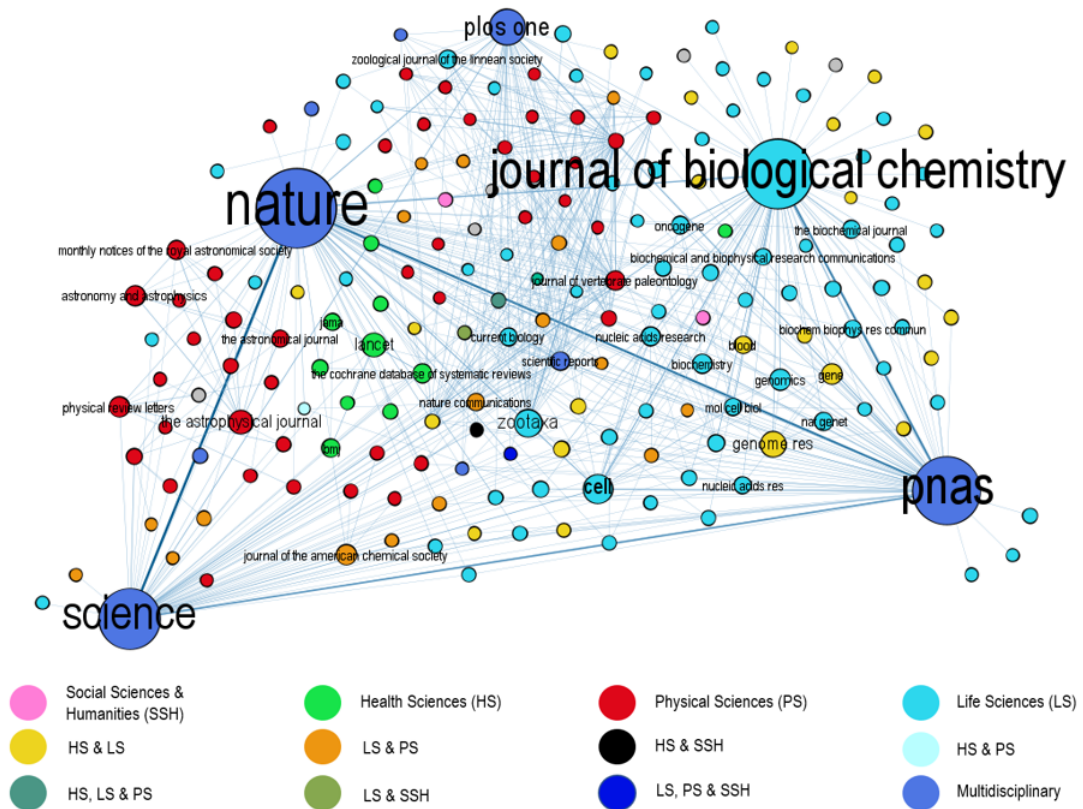 plos one
zoological journal of the linnean society
journal of biological chemistry
nature
oncogene
the biochemical journal
monthly notices of the royal astronomical society
biochemical and biophysical research communications
journal of vertebrate paleontology
astronomy and astrophysics
jama
biochem biophys res commun
the astronomical journal
current biology
nucleic acids research
lancet
blood
scientific reports
biochemistry
the cochrane database of systematic reviews
genomics
gene
nature communications
physical review letters
mol cell biol
the astrophysical journal
zootaxa
nat genet
bmj
genome res
cell
nucleic acids res
pnas
journal of the american chemical society
science
Social Sciences &
Humanities (SSH)
Health Sciences (HS)
Physical Sciences (PS)
Life Sciences (LS)
HS & LS
LS & PS
HS & SSH
HS & PS
HS, LS & PS
LS & SSH
LS, PS & SSH
Multidisciplinary